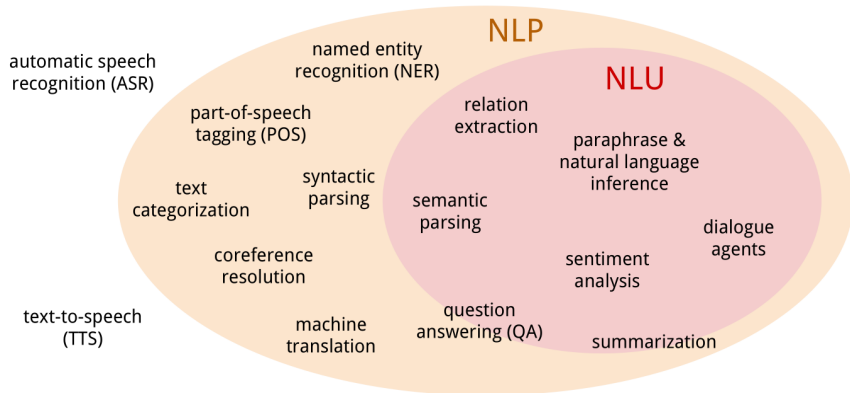 NLP
NLU
automatic speech
recognition (ASR)
named entity
recognition (NER)
part-of-speech
tagging (POS)
relation
extraction
paraphrase &
natural language
inference
text
categorization
syntactic
parsing
semantic
parsing
dialogue
agents
coreference
resolution
sentiment
analysis
text-to-speech
(TTS)
machine
translation
question
answering (QA)
summarization